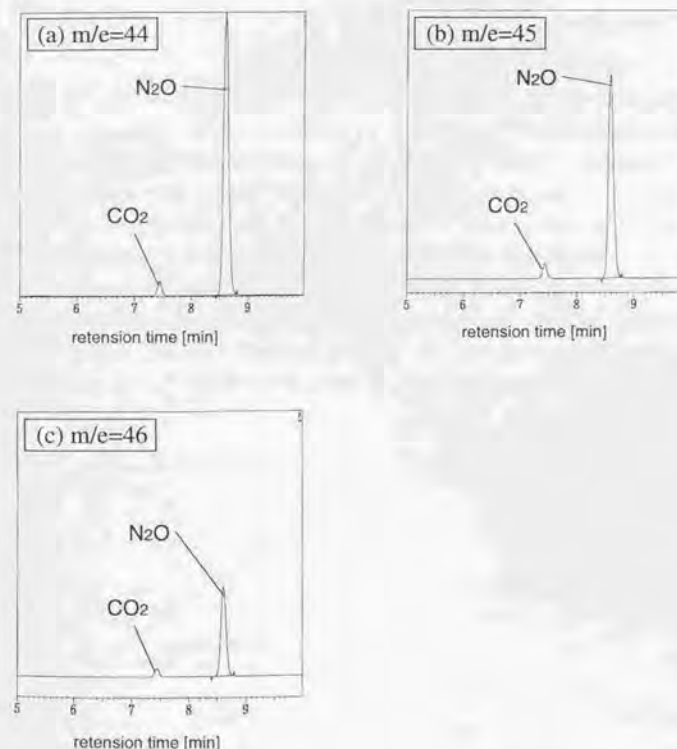 (a) m/e=44
N2O
CO2
5 6 7 8 9
retension time [min]
(b) m/e=45
N2O
CO2
5 6 7 8 9
retension time [min]
(c) m/e=46
N2O
CO2
5 6 7 8 9
retension time [min]